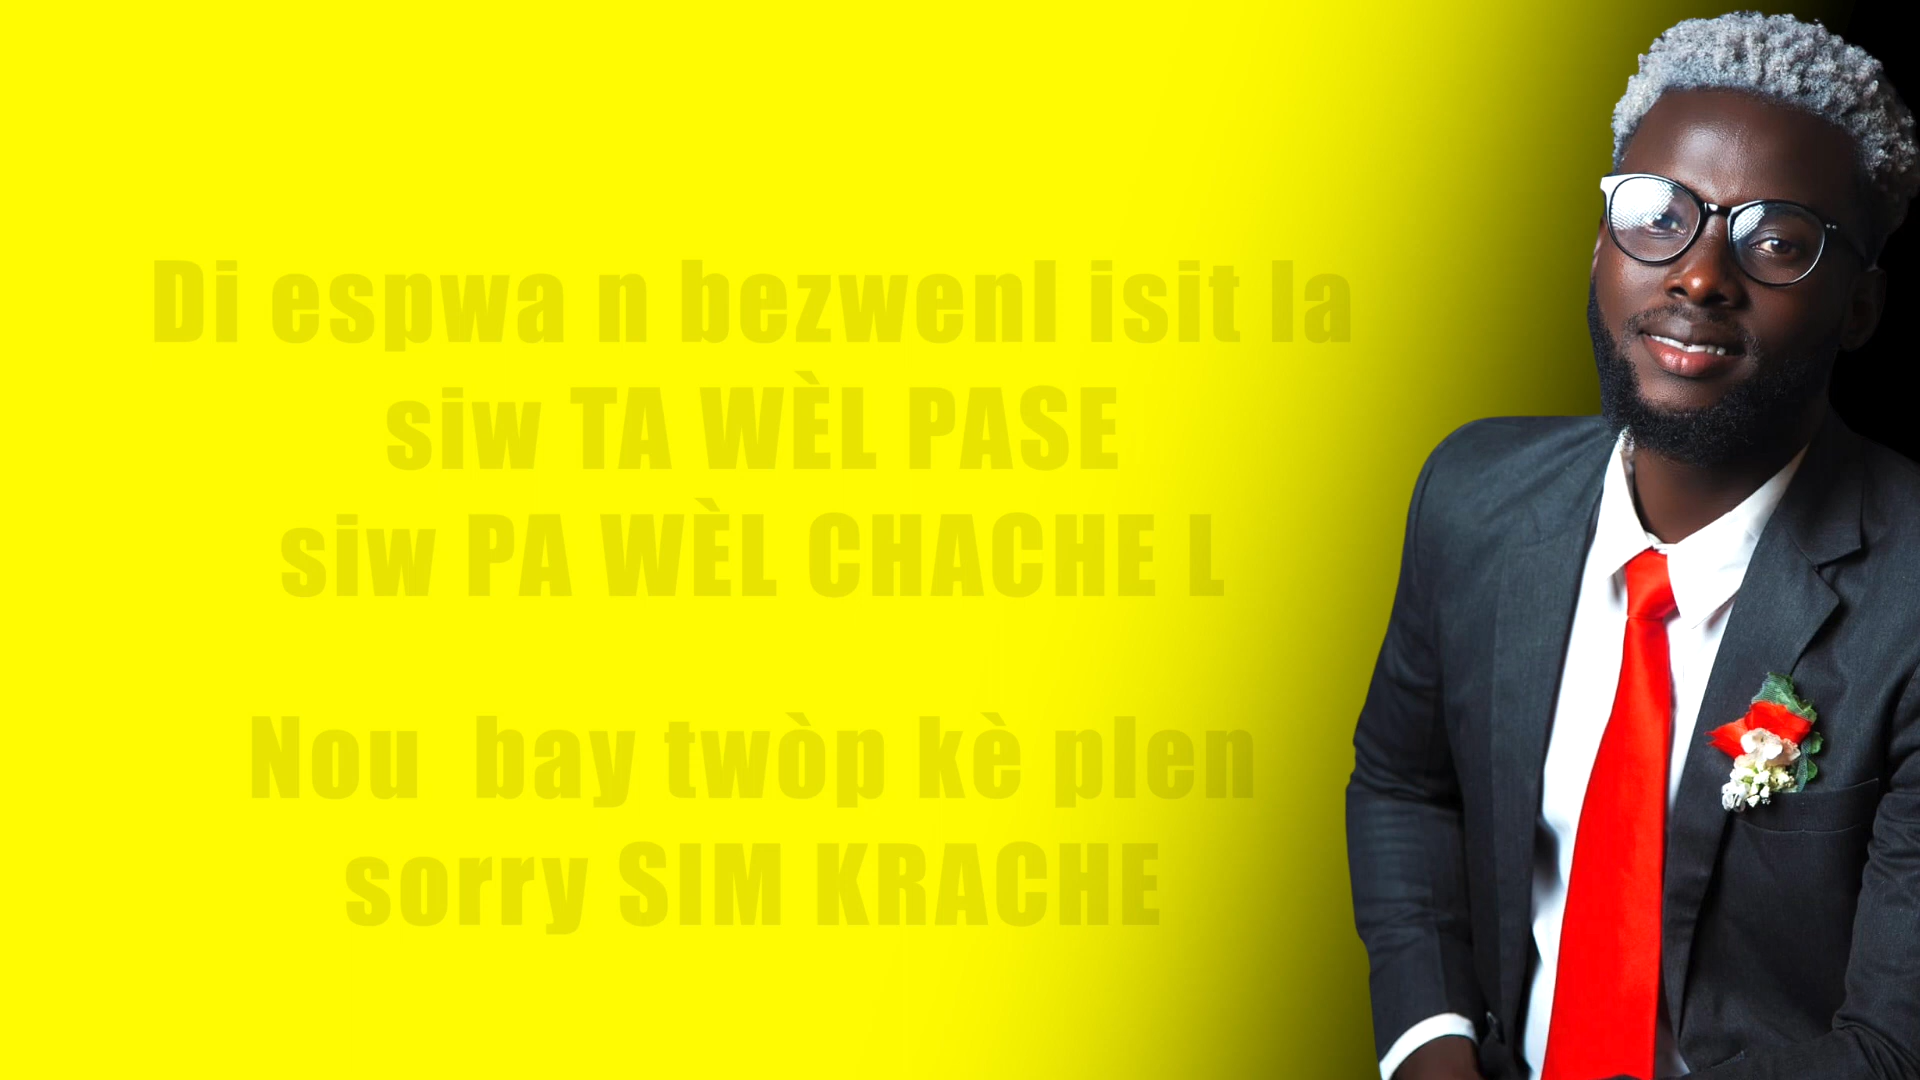 Di espwa n bezwenl isit la
siw TA WÈL PASE
siw PA WÈL CHACHE L
Nou bay twòp kè plen
sorry SIM KRACHE